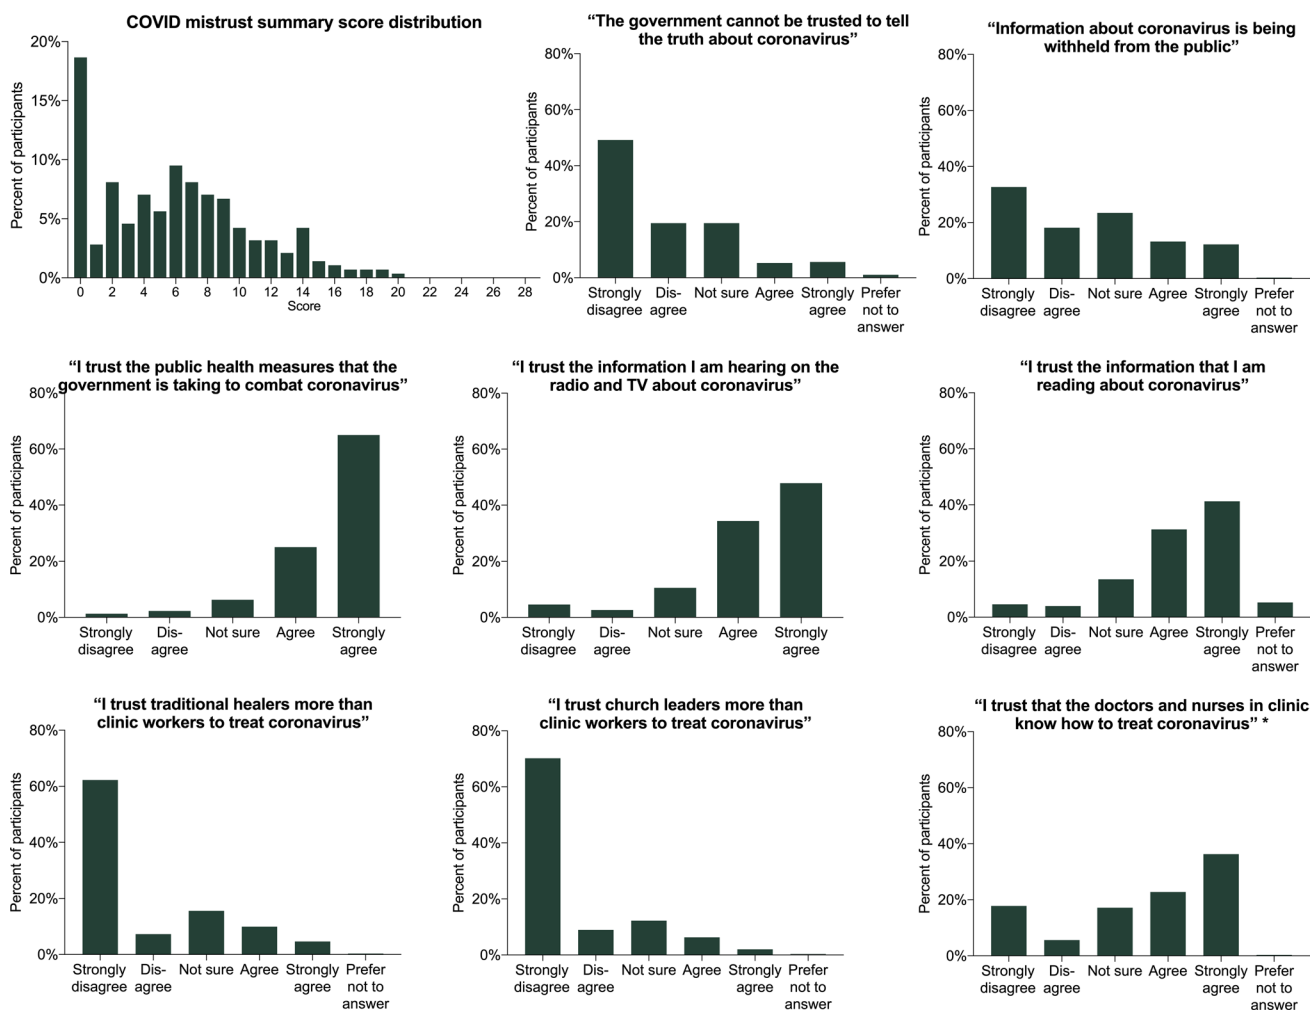 COVID mistrust summary score distribution
20%
15%
10%
5%
0%
Percent of participants
0 2 4 6 8 10 12 14 16 18 20 22 24 26 28
Score
“The government cannot be trusted to tell
the truth about coronavirus”
80%
60%
40%
20%
0%
Percent of participants
Strongly Dis- Not sure Agree Strongly Prefer
disagree agree agree not to
answer
“Information about coronavirus is being
withheld from the public”
80%
60%
40%
20%
0%
Percent of participants
Strongly Dis- Not sure Agree Strongly Prefer
disagree agree agree not to
answer
“I trust the public health measures that the
government is taking to combat coronavirus”
80%
60%
40%
20%
0%
Percent of participants
Strongly Dis- Not sure Agree Strongly
disagree agree agree
“I trust the information I am hearing on the
radio and TV about coronavirus”
80%
60%
40%
20%
0%
Percent of participants
Strongly Dis- Not sure Agree Strongly
disagree agree agree
“I trust the information that I am
reading about coronavirus”
80%
60%
40%
20%
0%
Percent of participants
Strongly Dis- Not sure Agree Strongly Prefer
disagree agree agree not to
answer
“I trust traditional healers more than
clinic workers to treat coronavirus”
80%
60%
40%
20%
0%
Percent of participants
Strongly Dis- Not sure Agree Strongly Prefer
disagree agree agree not to
answer
“I trust church leaders more than
clinic workers to treat coronavirus”
80%
60%
40%
20%
0%
Percent of participants
Strongly Dis- Not sure Agree Strongly Prefer
disagree agree agree not to
answer
“I trust that the doctors and nurses in clinic
know how to treat coronavirus” *
80%
60%
40%
20%
0%
Percent of participants
Strongly Dis- Not sure Agree Strongly Prefer
disagree agree agree not to
answer